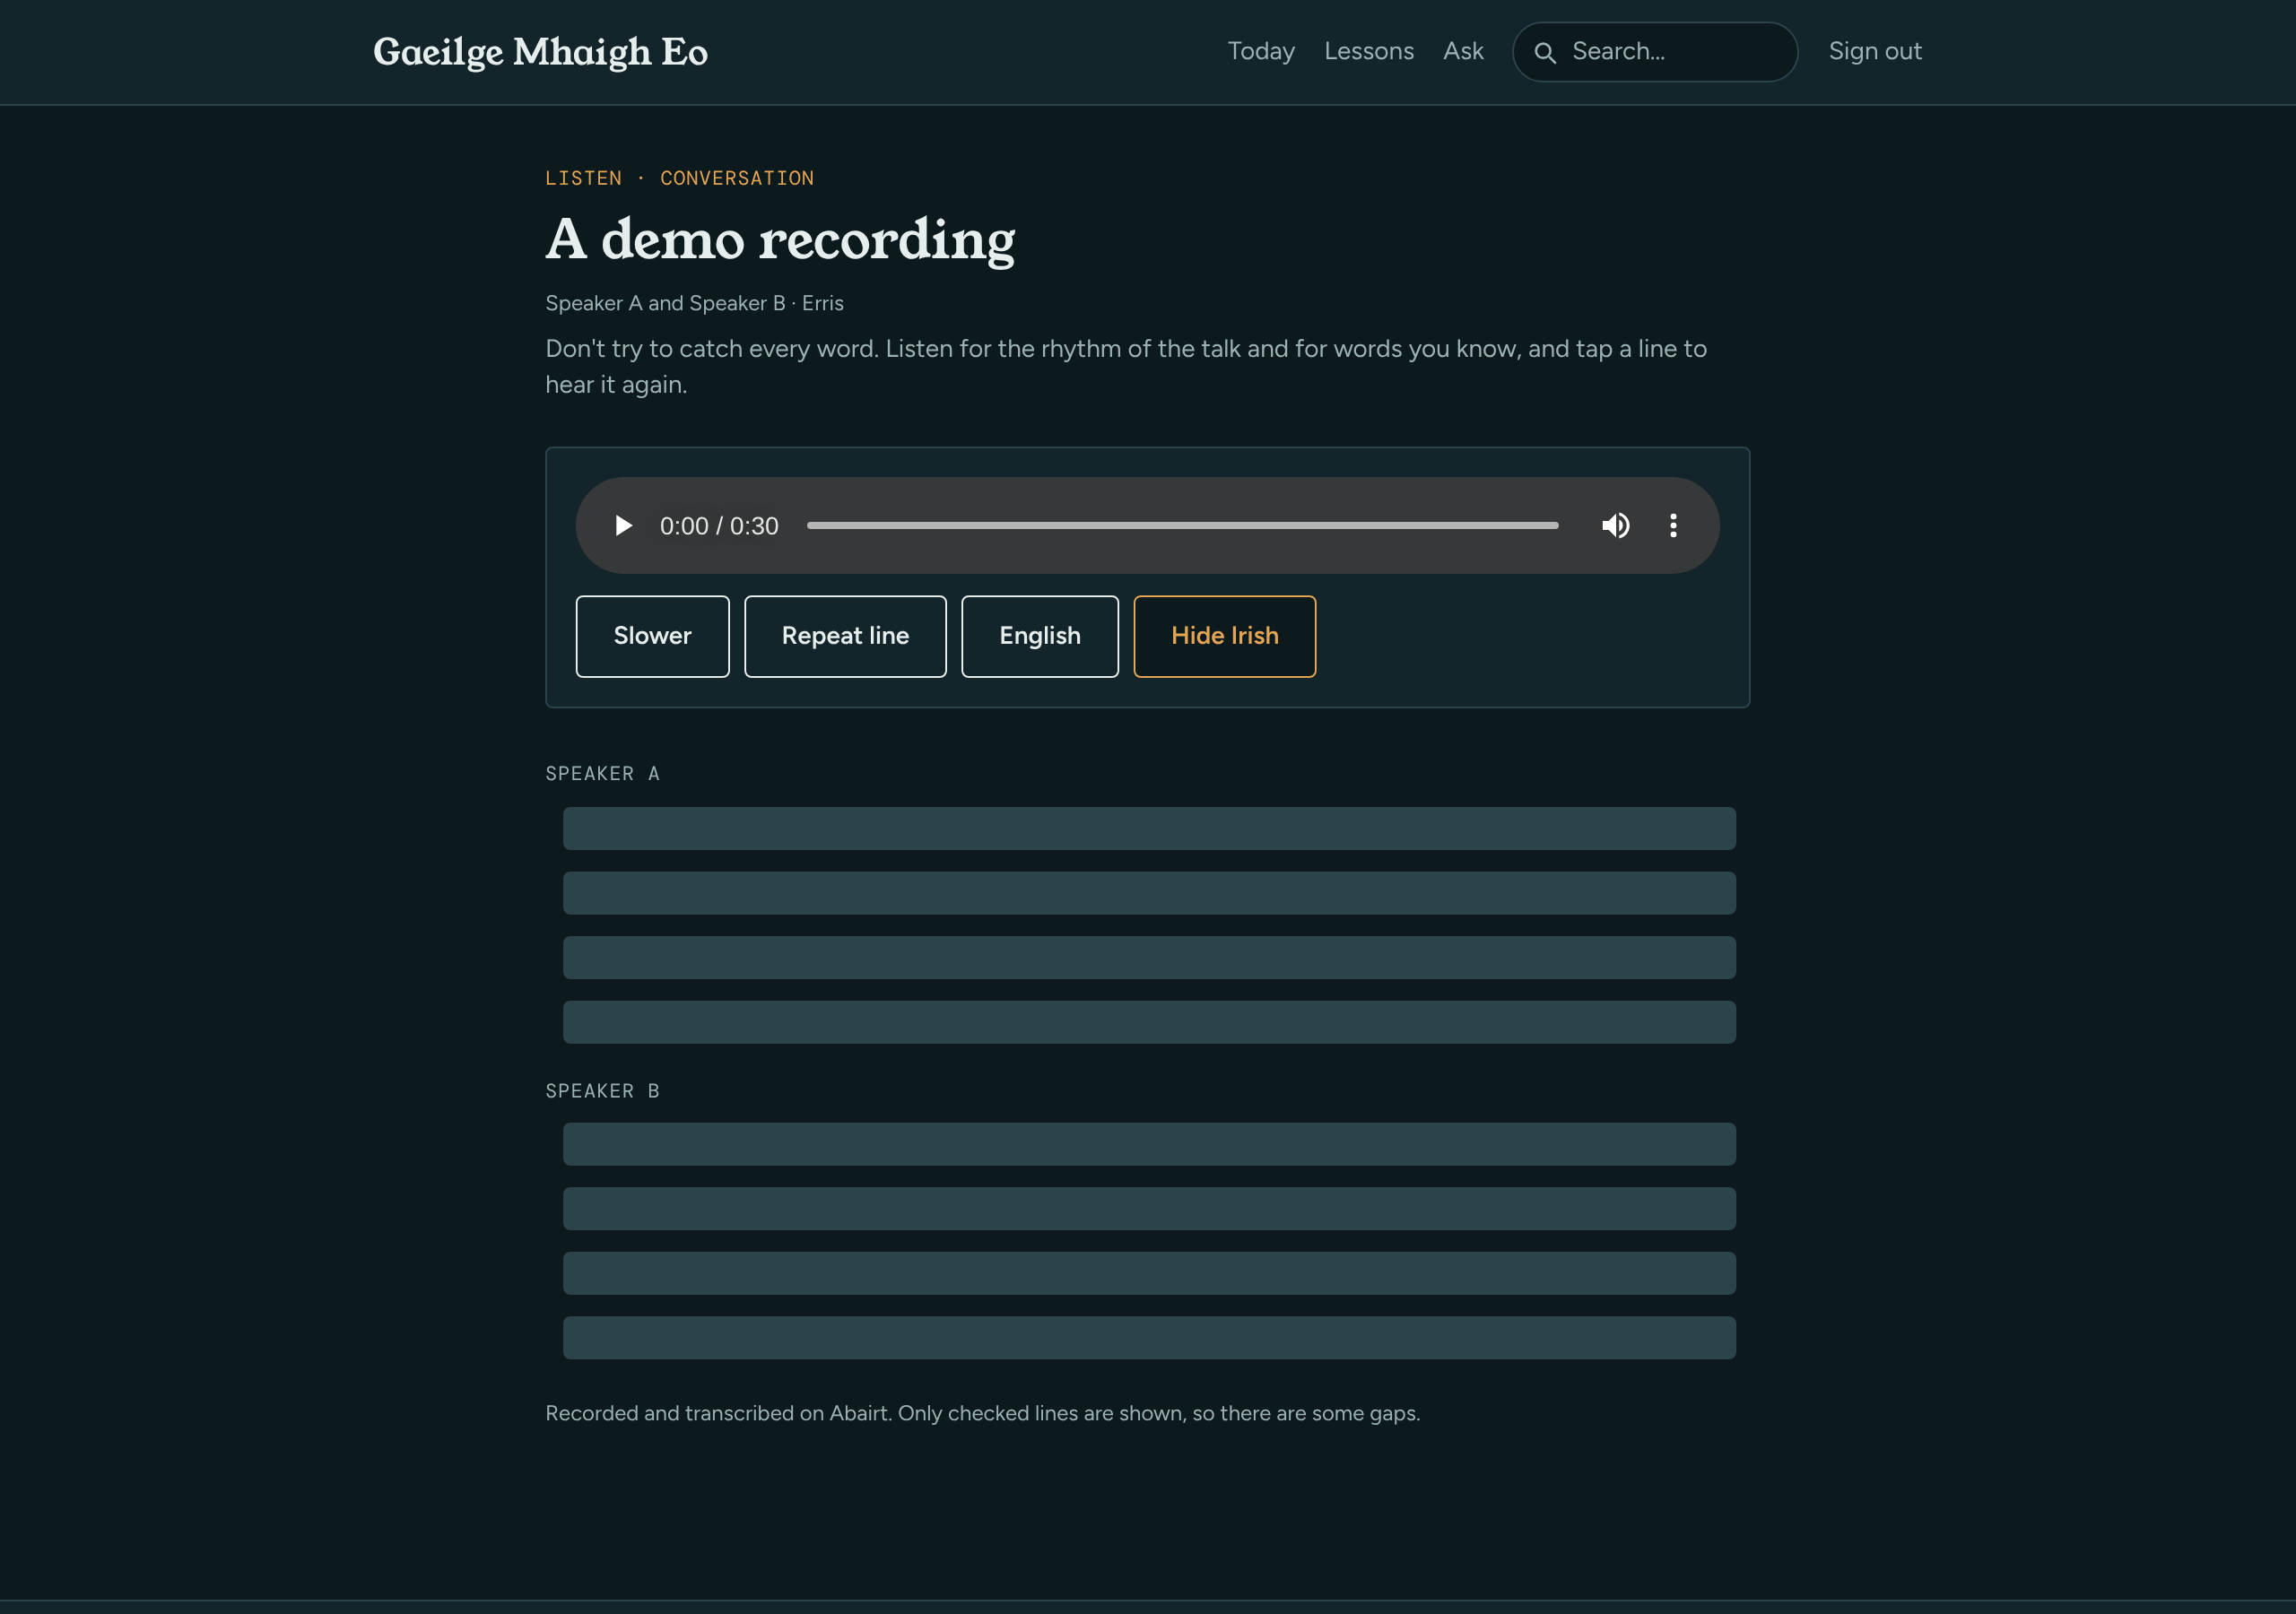 Gaeilge Mhaigh Eo
Today
Lessons
Ask
Search...
Sign out
LISTEN · CONVERSATION
A demo recording
Speaker A and Speaker B · Erris
Don't try to catch every word. Listen for the rhythm of the talk and for words you know, and tap a line to
hear it again.
0:00 / 0:30
Slower
Repeat line
English
Hide Irish
SPEAKER A
SPEAKER B
Recorded and transcribed on Abairt. Only checked lines are shown, so there are some gaps.